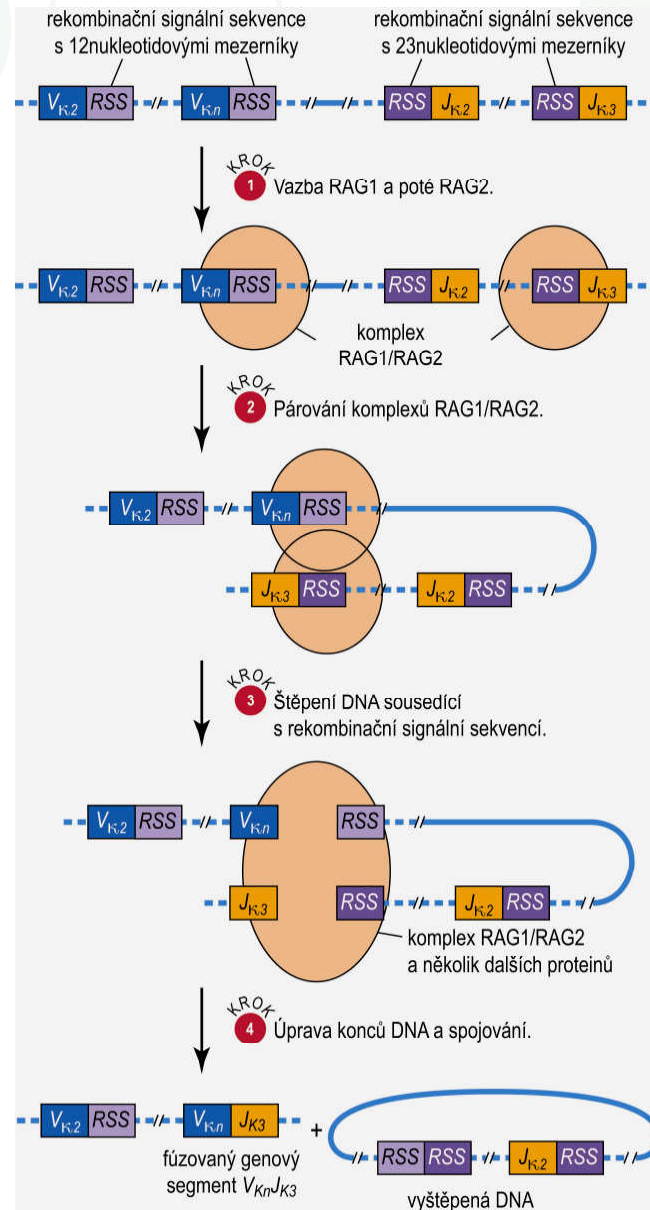 rekombinační signální sekvence
s 12nukleotidovými mezerníky
rekombinační signální sekvence
s 23nukleotidovými mezerníky
Vκ2 RSS Vκn RSS RSS Jκ2 RSS Jκ3
KROK
1 Vazba RAG1 a poté RAG2.
Vκ2 RSS Vκn RSS RSS Jκ2 RSS Jκ3
komplex
RAG1/RAG2
KROK
2 Párování komplexů RAG1/RAG2.
Vκ2 RSS Vκn RSS
Jκ3 RSS Jκ2 RSS
KROK
3 Štěpení DNA sousedící
s rekombinační signální sekvencí.
Vκ2 RSS Vκn RSS
Jκ3 RSS Jκ2 RSS
komplex RAG1/RAG2
a několik dalších proteinů
KROK
4 Úprava konců DNA a spojování.
Vκ2 RSS Vκn JK3 +
RSS RSS Jκ2 RSS
fúzovaný genový
segment VKnJK3
vyštěpená DNA